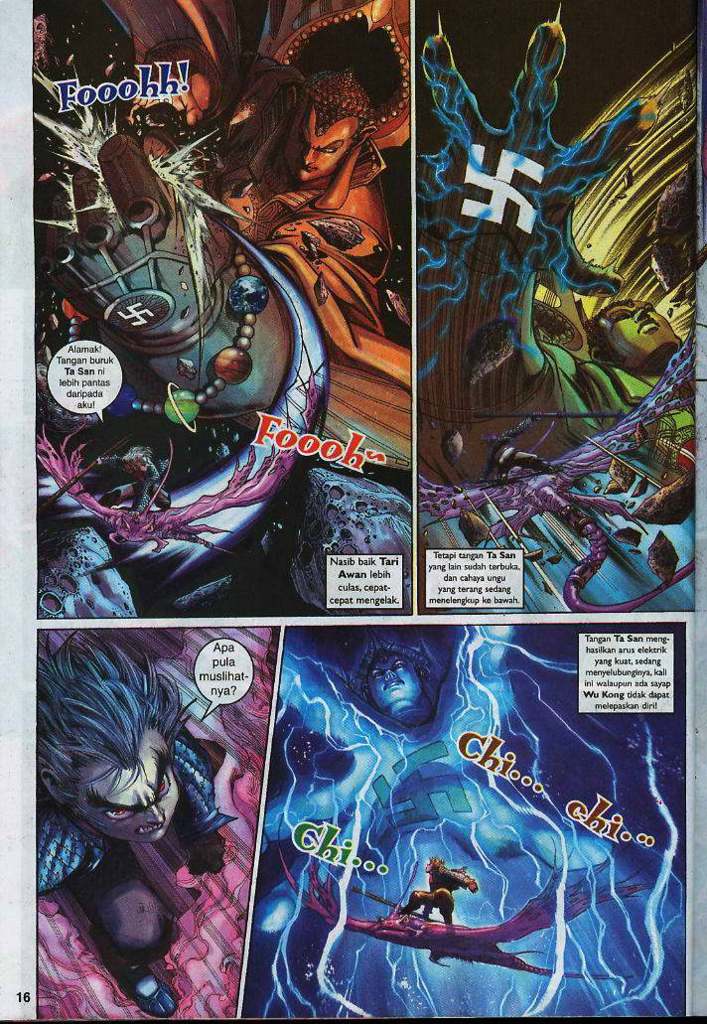 Fooohh!
Alamak!
Tangan buruk
Ta San ni
lebih pantas
daripada
aku!
Foooh~
Nasib baik Tari
Awan lebih
culas, cepat-
cepat mengelak.
Tetapi tangan Ta San
yang lain sudah terbuka,
dan cahaya ungu
yang terang sedang
menelengkup ke bawah.
Apa
pula
muslihat-
nya?
Tangan Ta San meng-
hasilkan arus elektrik
yang kuat, sedang
menyelubunginya, kali
ini walaupun ada sayap
Wu Kong tidak dapat
melepaskan diri!
Chi...
chi...
Chi...
16